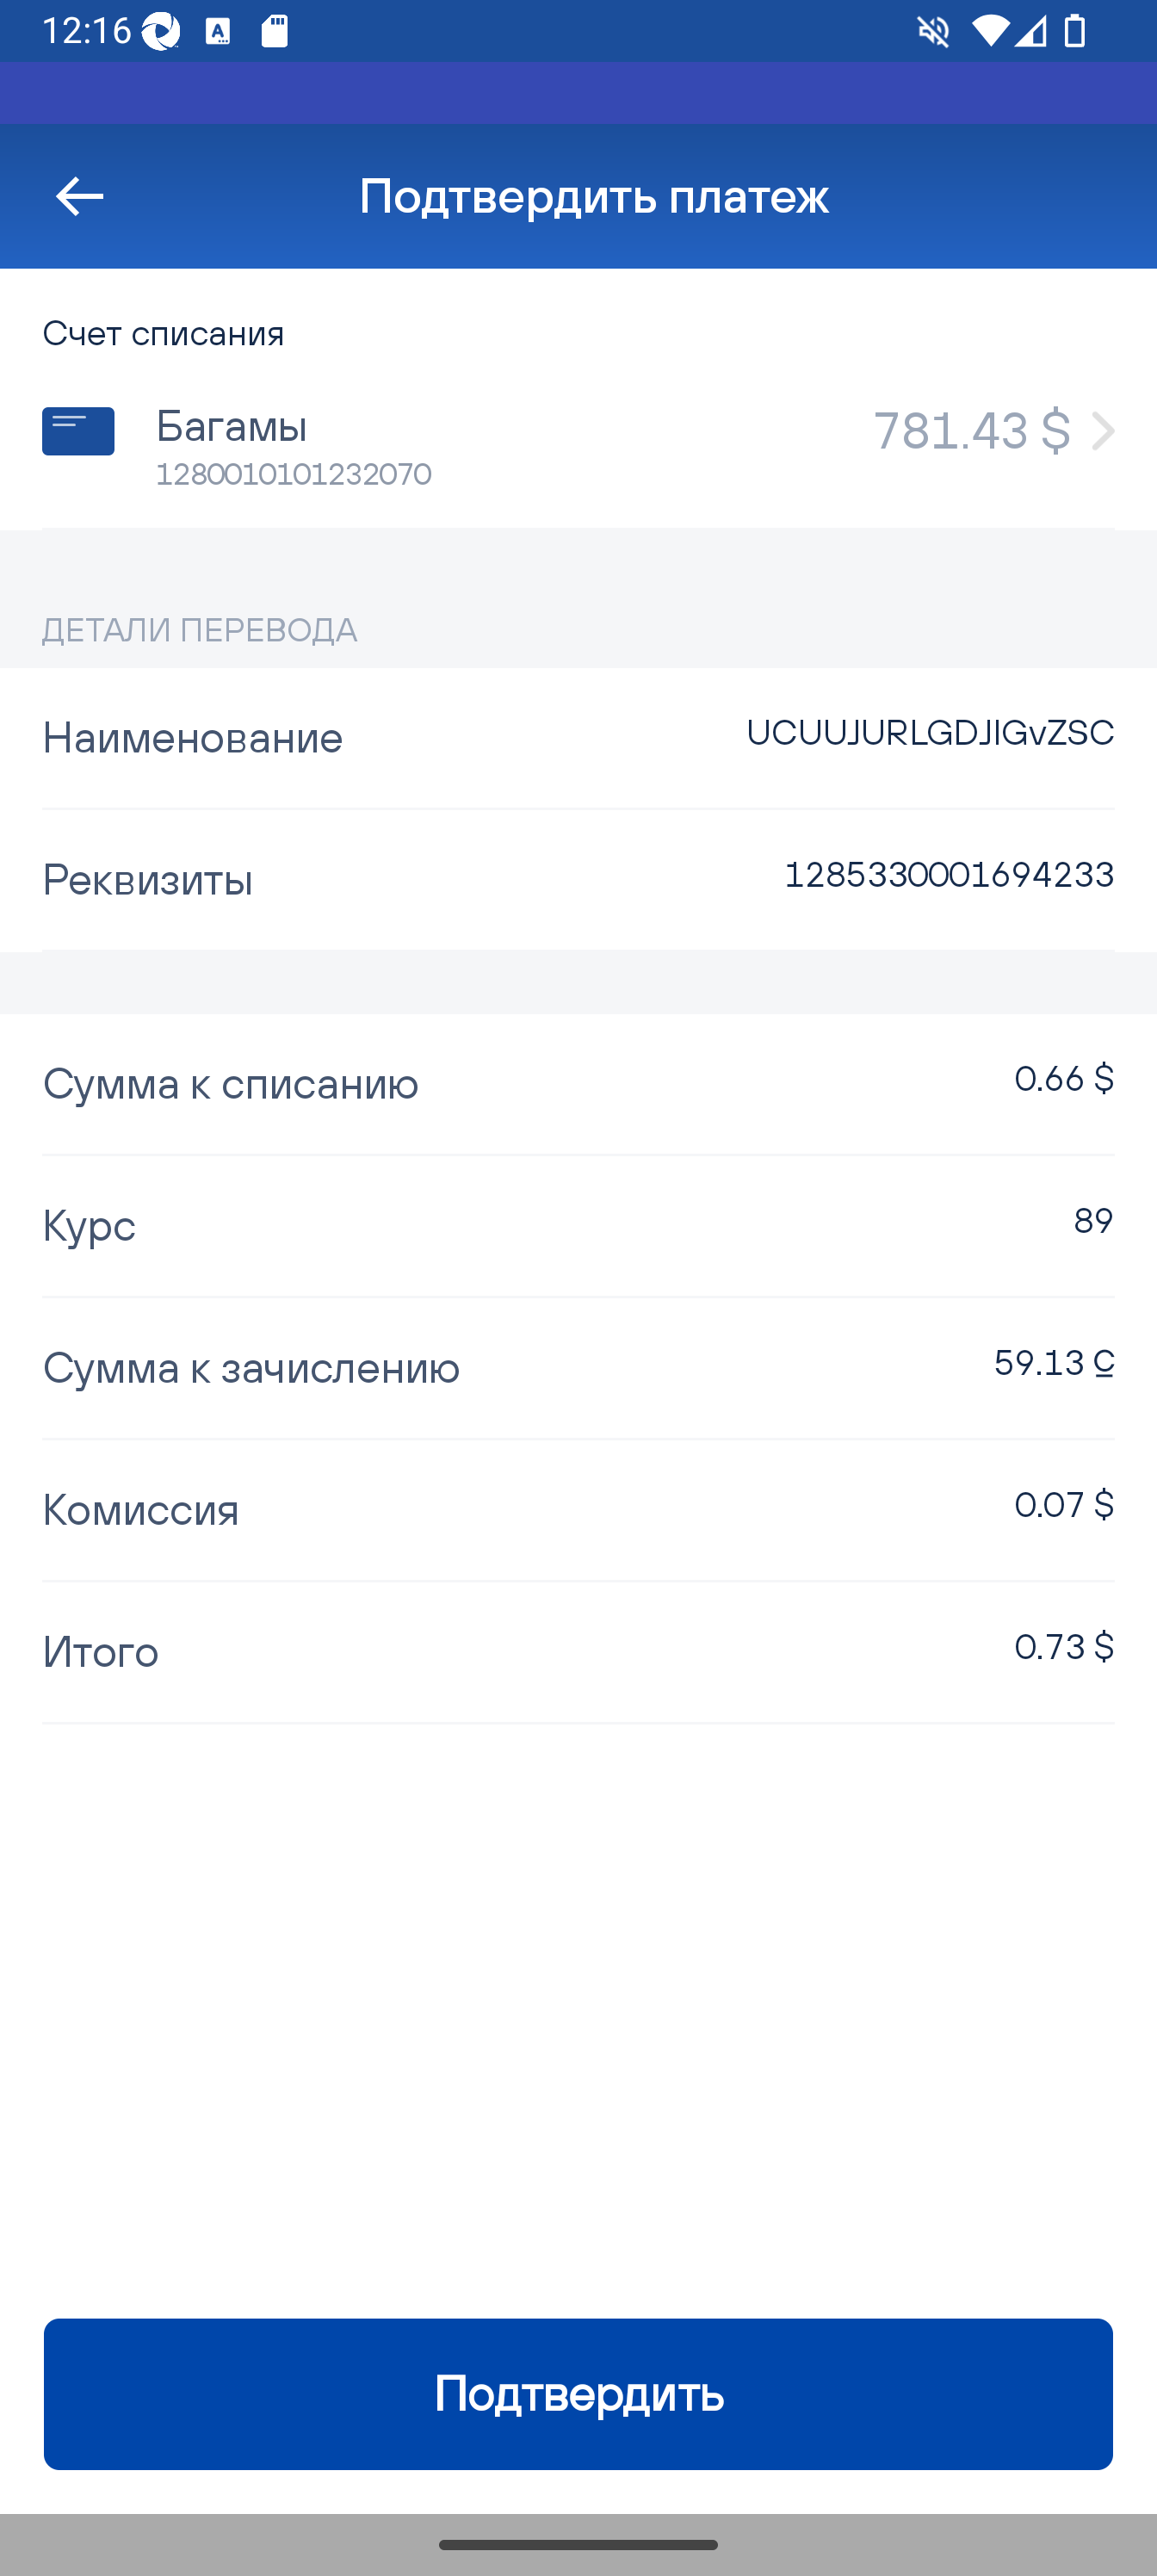 12:16
Подтвердить платеж
Счет списания
Багамы
781.43 $
1280010101232070
ДЕТАЛИ ПЕРЕВОДА
Наименование
UCUUJURLGDJIGvZSC
Реквизиты
1285330001694233
Сумма к списанию
0.66 $
Курс
89
Сумма к зачислению
59.13 С
Комиссия
0.07 $
Итого
0.73 $
Подтвердить